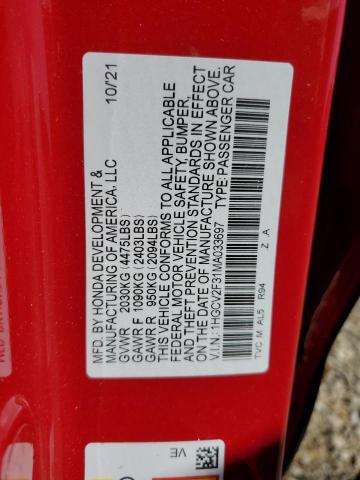 MFD. BY HONDA DEVELOPMENT & 10/21
MANUFACTURING OF AMERICA, LLC
GVWR 2030KG (4475LBS)
GAWR F 1090KG (2403LBS)
GAWR R 950KG (2094LBS)
THIS VEHICLE CONFORMS TO ALL APPLICABLE
FEDERAL MOTOR VEHICLE SAFETY, BUMPER,
AND THEFT PREVENTION STANDARDS IN EFFECT
ON THE DATE OF MANUFACTURE SHOWN ABOVE.
V.I.N.: 1HGCV2F31MA033697 TYPE: PASSENGER CAR
TVC M AL5 R94 Z A
VE